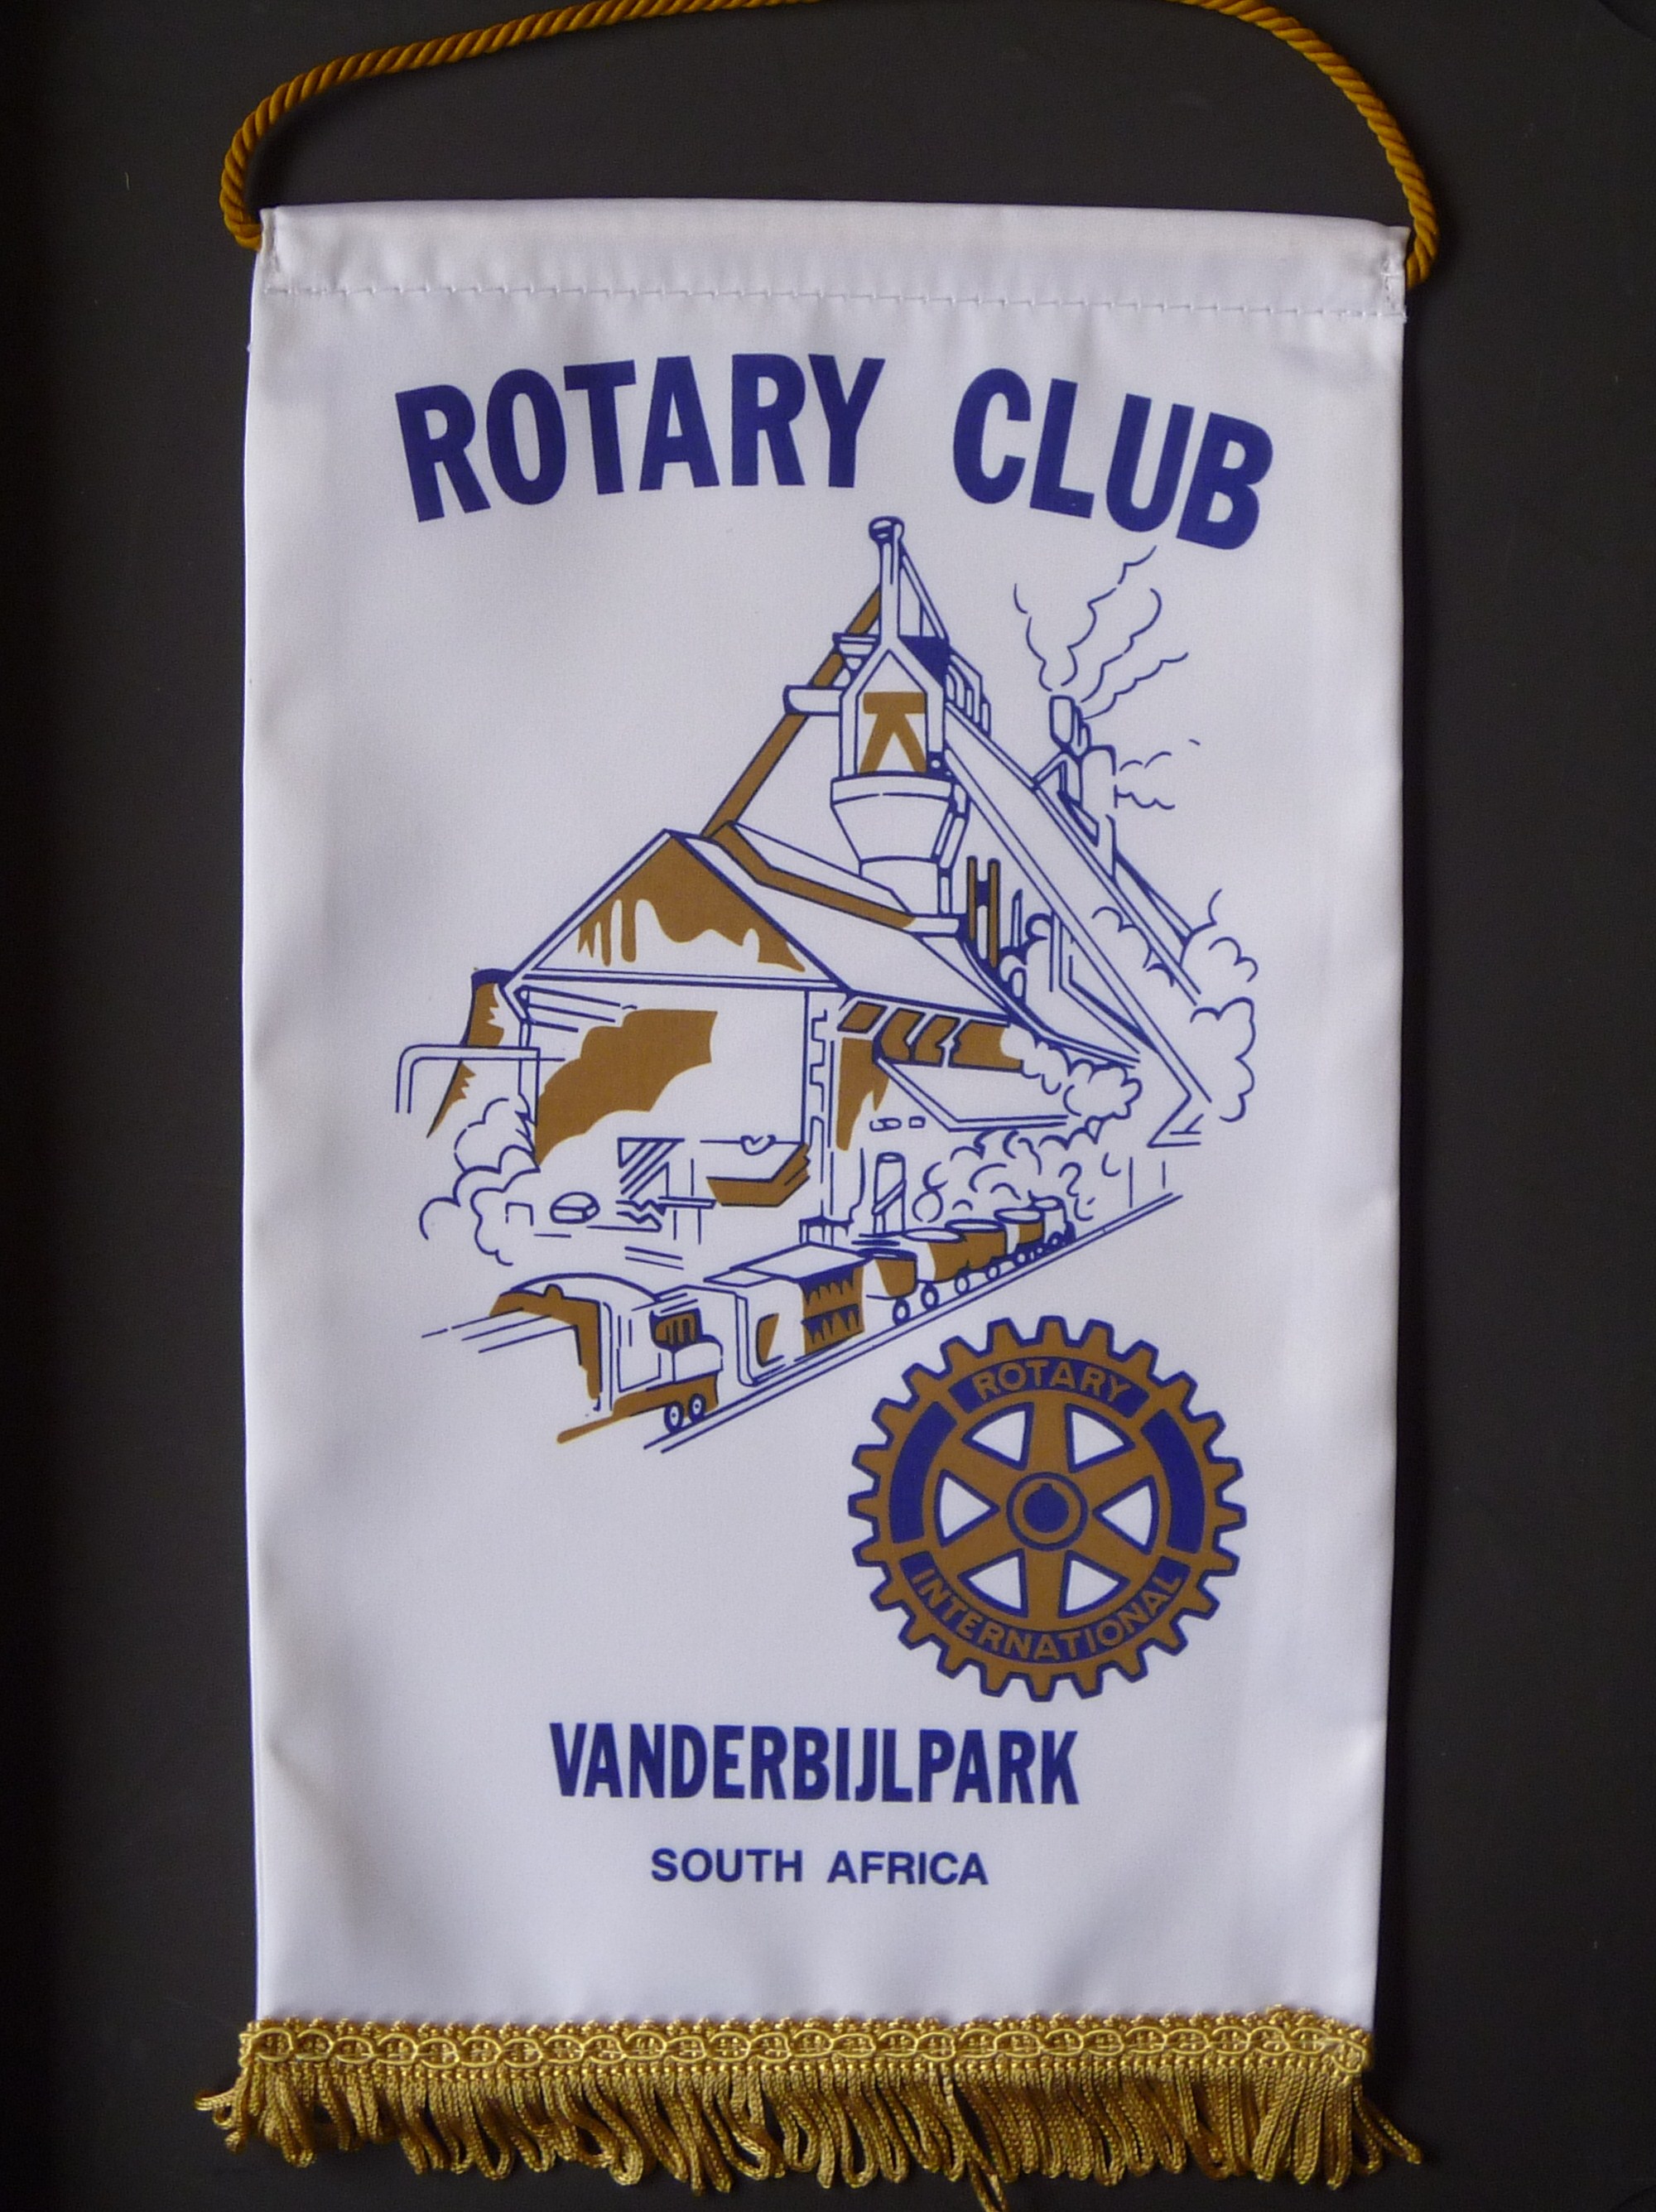 ROTARY CLUB
ROTARY
INTERNATIONAL
VANDERBIJLPARK
SOUTH AFRICA